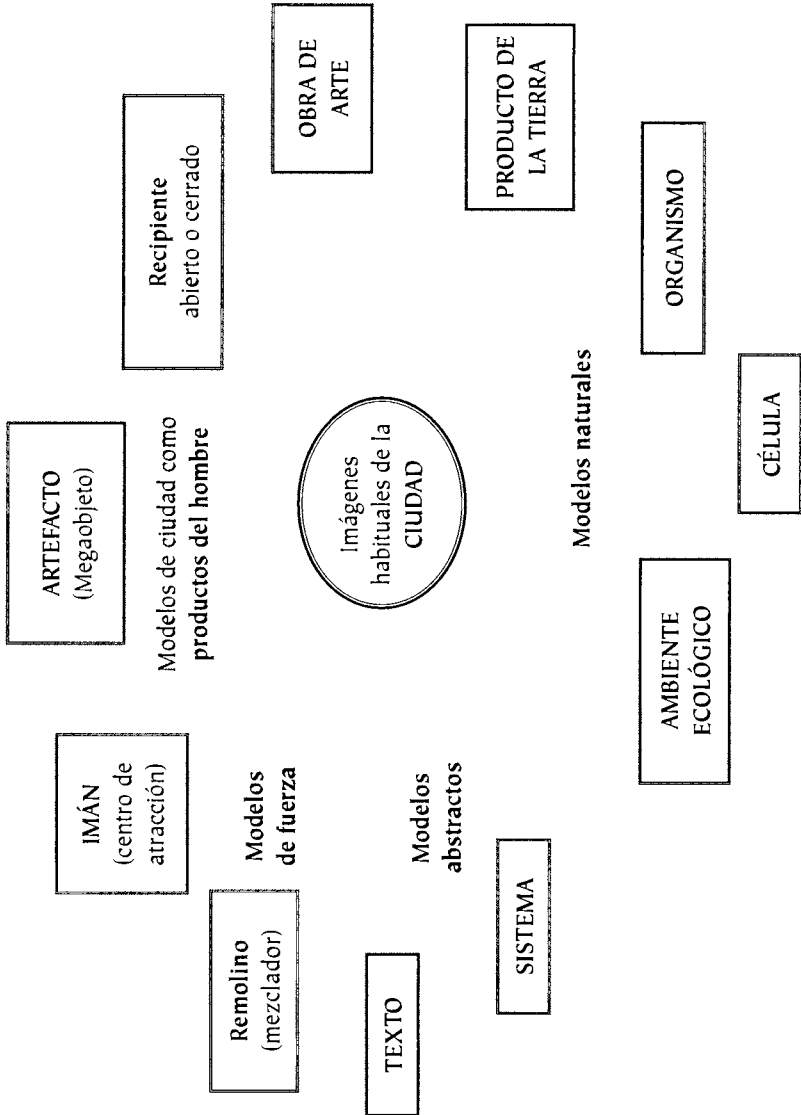 ARTEFACTO
(Megaobjeto)
IMÁN
(centro de
atracción)
Recipiente
abierto o cerrado
Modelos de ciudad como
productos del hombre
Remolino
(mezclador)
Modelos
de fuerza
OBRA DE
ARTE
Imágenes
habituales de la
CIUDAD
TEXTO
Modelos
abstractos
PRODUCTO DE
LA TIERRA
SISTEMA
Modelos naturales
AMBIENTE
ECOLÓGICO
ORGANISMO
CÉLULA